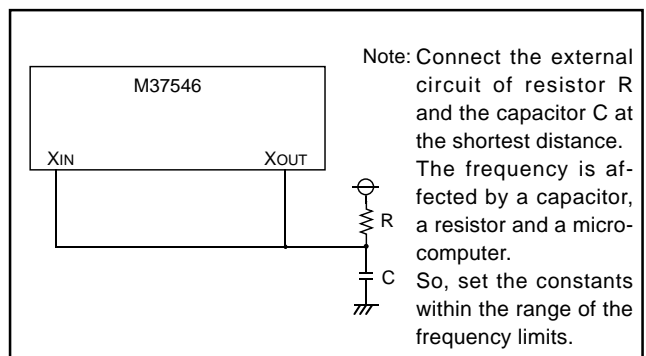 M37546
XIN
XOUT
R
C
Note: Connect the external
circuit of resistor R
and the capacitor C at
the shortest distance.
The frequency is af-
fected by a capacitor,
a resistor and a micro-
computer.
So, set the constants
within the range of the
frequency limits.